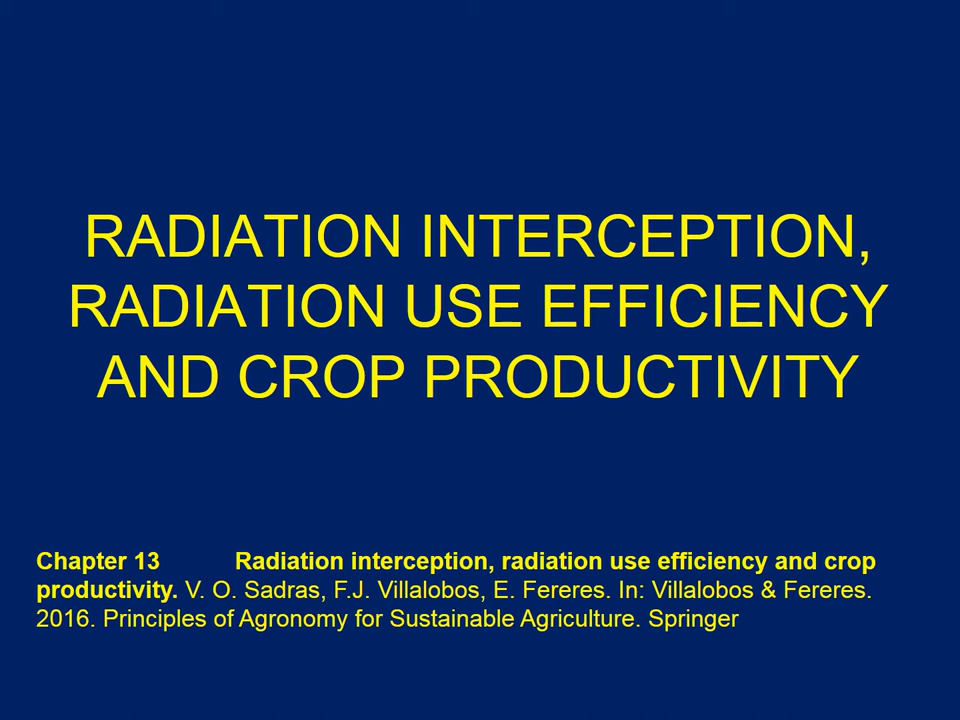 RADIATION INTERCEPTION,
RADIATION USE EFFICIENCY
AND CROP PRODUCTIVITY
Chapter 13 Radiation interception, radiation use efficiency and crop
productivity. V. O. Sadras, F.J. Villalobos, E. Fereres. In: Villalobos & Fereres.
2016. Principles of Agronomy for Sustainable Agriculture. Springer